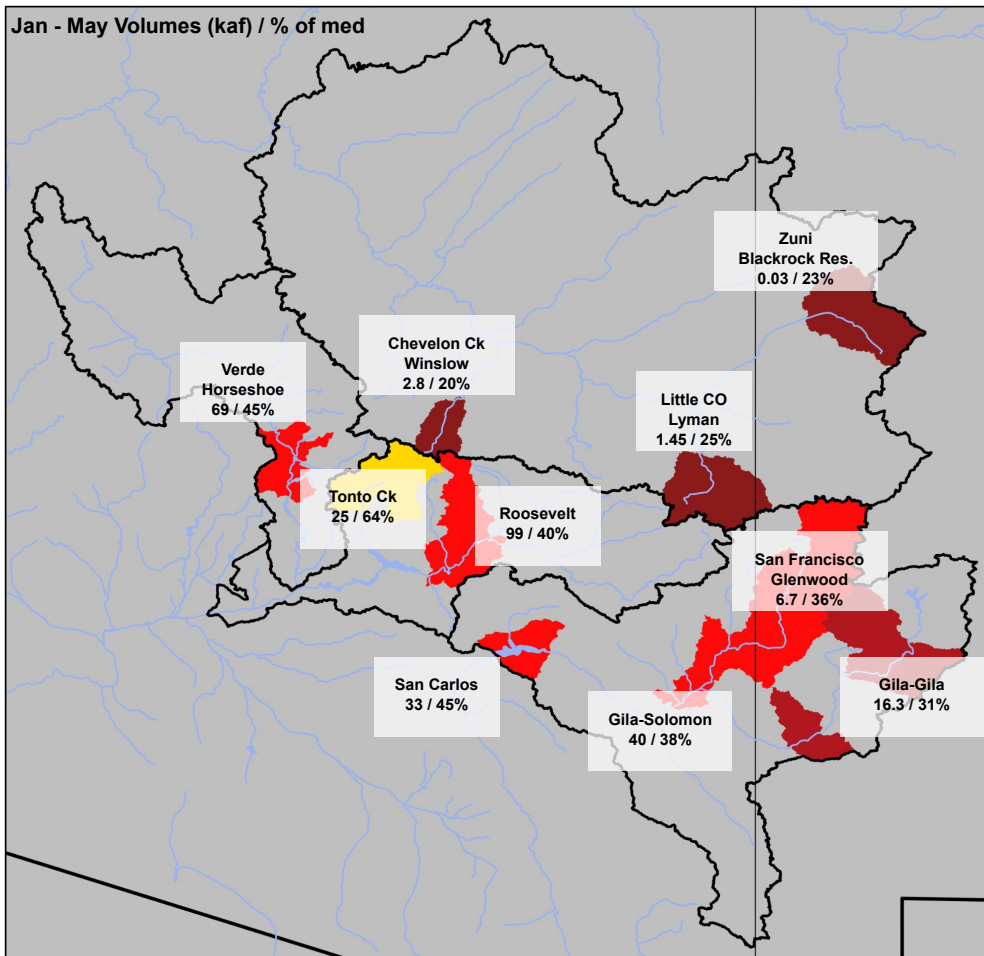 Jan - May Volumes (kaf) / % of med
Zuni
Blackrock Res.
0.03 / 23%
Chevelon Ck
Winslow
2.8 / 20%
Verde
Horseshoe
69 / 45%
Little CO
Lyman
1.45 / 25%
Tonto Ck
25 / 64%
Roosevelt
99 / 40%
San Francisco
Glenwood
6.7 / 36%
San Carlos
33 / 45%
Gila-Gila
16.3 / 31%
Gila-Solomon
40 / 38%